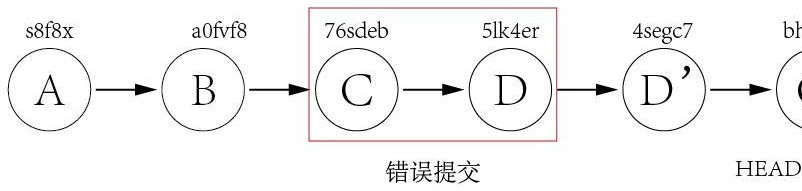 s8f8x a0fvf8 76sdeb 5lk4er 4segc7
A B C D D’
错误提交 HEAD